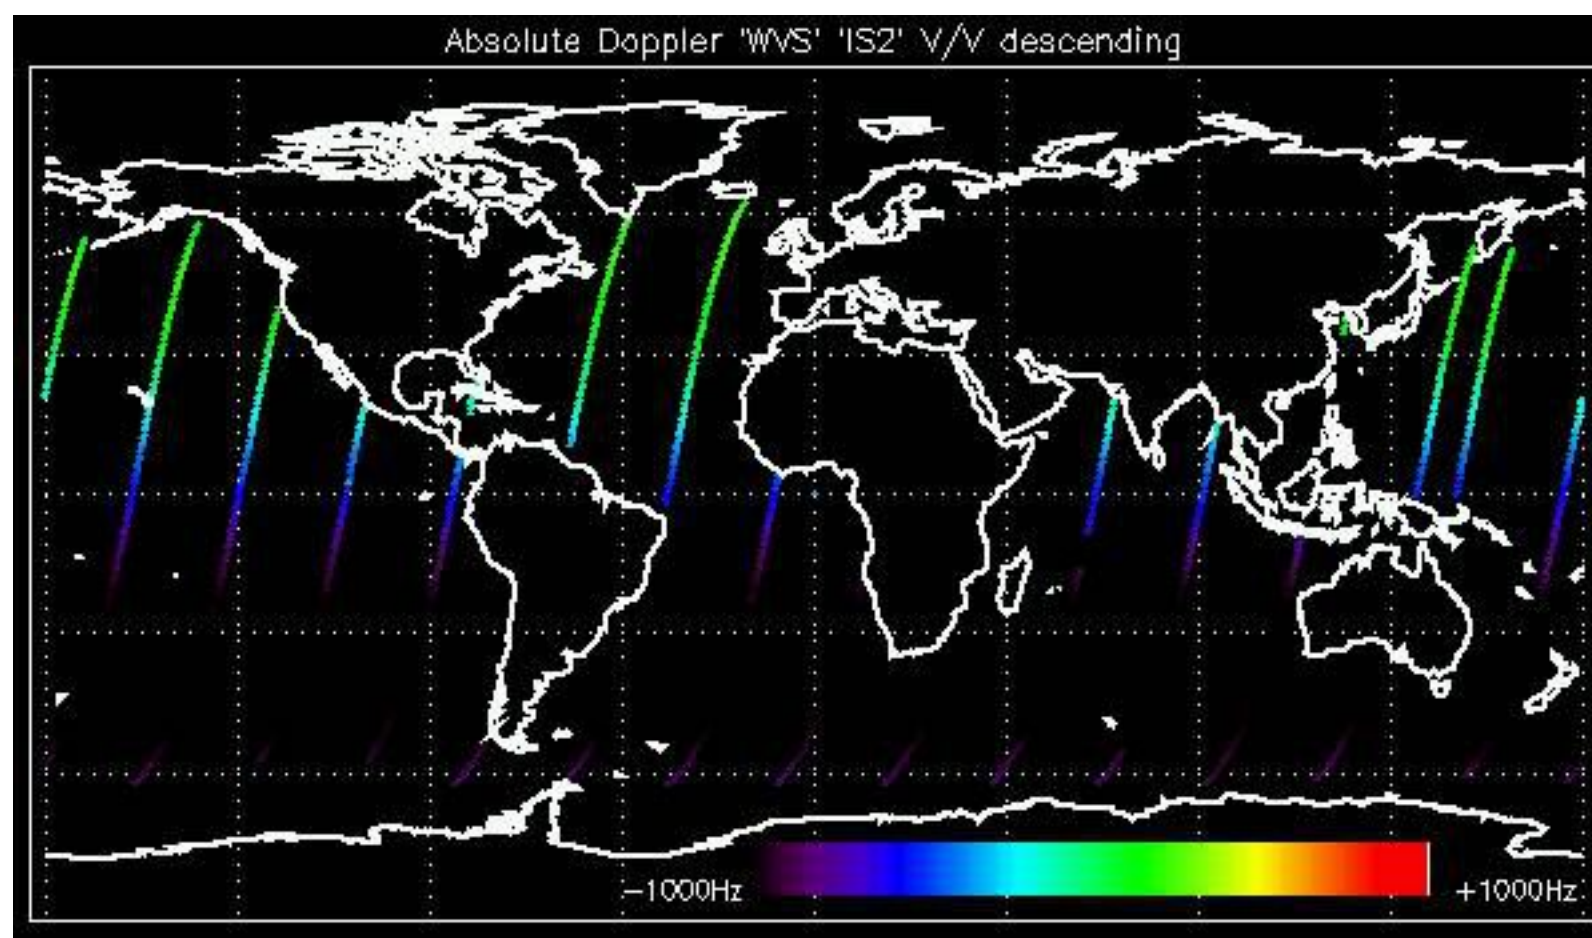 Absolute Doppler 'WVS' 'IS2' V/V descending
-1000Hz
+1000Hz